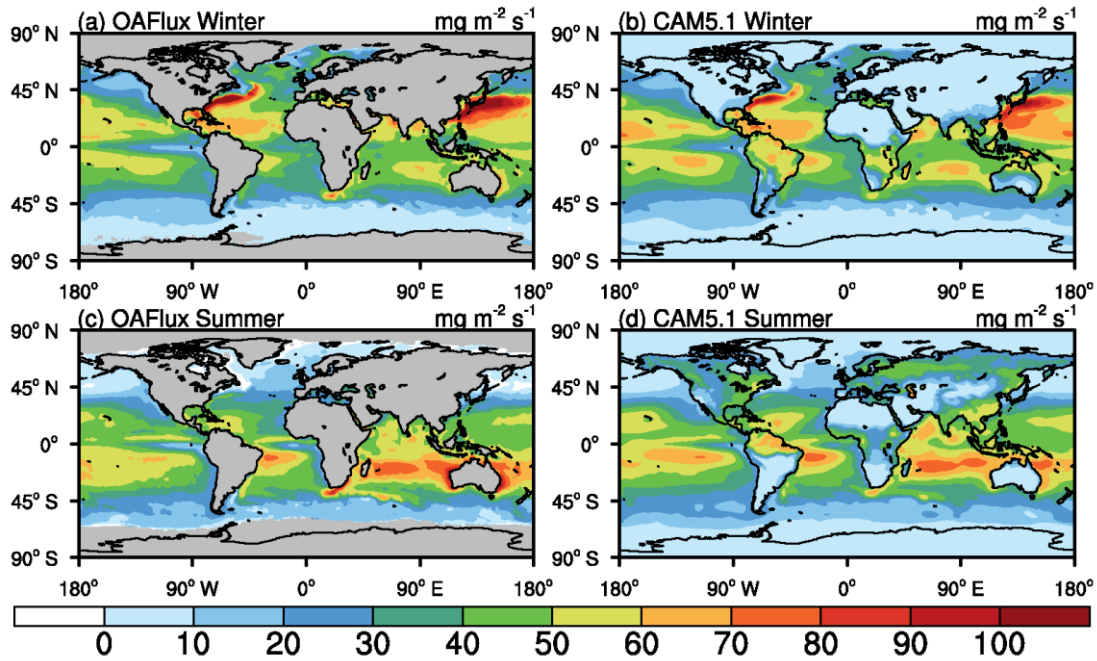 (a) OAFlux Winter mg m⁻² s⁻¹
(b) CAM5.1 Winter mg m⁻² s⁻¹
90° N
45° N
0°
45° S
90° S
180° 90° W 0° 90° E 180°
90° N
45° N
0°
45° S
90° S
180° 90° W 0° 90° E 180°
(c) OAFlux Summer mg m⁻² s⁻¹
(d) CAM5.1 Summer mg m⁻² s⁻¹
90° N
45° N
0°
45° S
90° S
180° 90° W 0° 90° E 180°
90° N
45° N
0°
45° S
90° S
180° 90° W 0° 90° E 180°
0 10 20 30 40 50 60 70 80 90 100